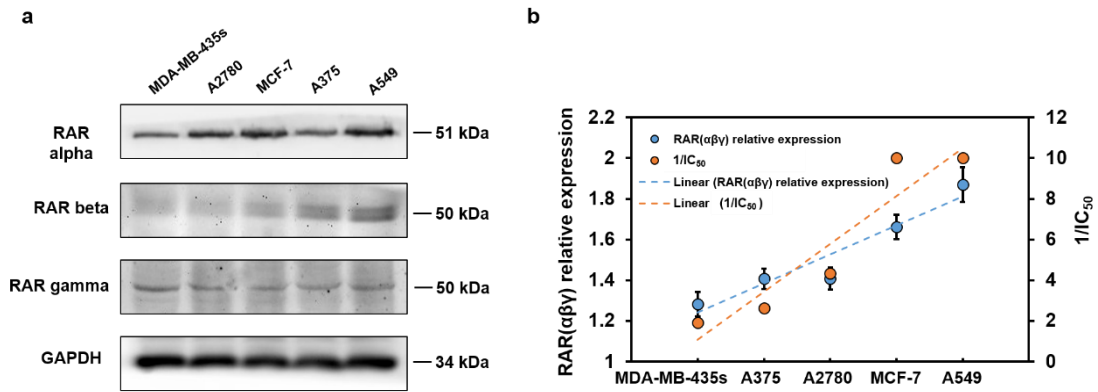 a
MDA-MB-435s
A2780
MCF-7
A375
A549
RAR
alpha
51 kDa
RAR beta
50 kDa
RAR gamma
50 kDa
GAPDH
34 kDa
b
RAR(αβγ) relative expression
2.2
2
1.8
1.6
1.4
1.2
1
RAR(αβγ) relative expression
1/IC50
Linear (RAR(αβγ) relative expression)
Linear (1/IC50)
12
10
8
6
4
2
0
1/IC50
MDA-MB-435s A375 A2780 MCF-7 A549